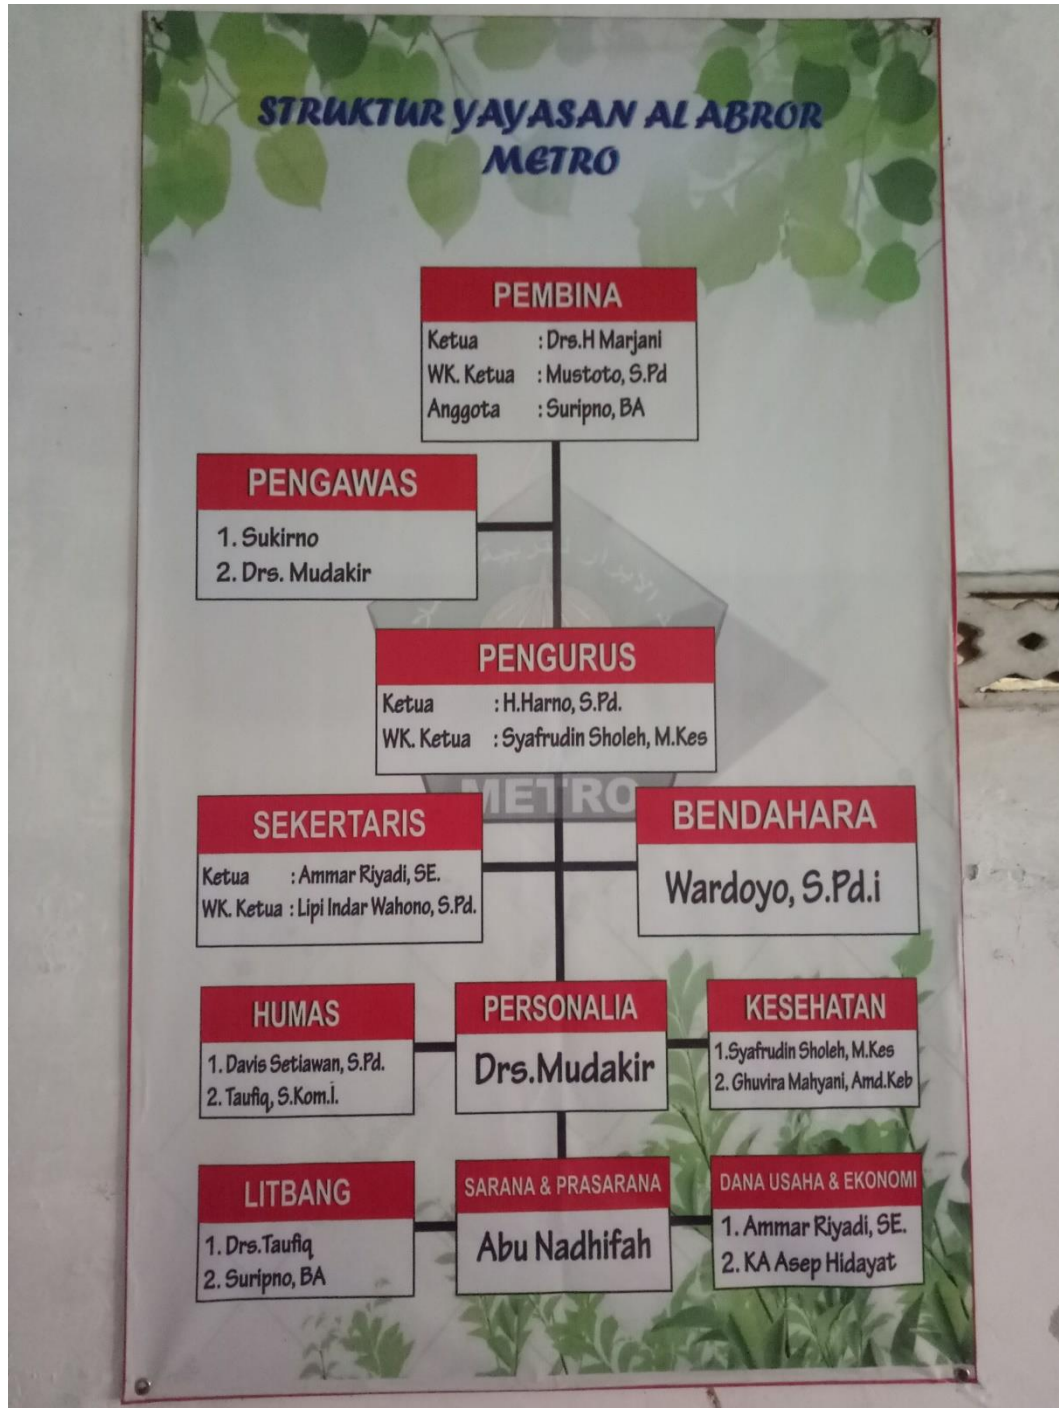 STRUKTUR YAYASAN AL ABROR
METRO
PEMBINA
Ketua : Drs.H Marjani
WK. Ketua : Mustoto, S.Pd
Anggota : Suripno, BA
PENGAWAS
1. Sukirno
2. Drs. Mudakir
PENGURUS
Ketua : H.Harno, S.Pd.
WK. Ketua : Syafrudin Sholeh, M.Kes
METRO
SEKERTARIS
Ketua : Ammar Riyadi, SE.
WK. Ketua : Lipi Indar Wahono, S.Pd.
BENDAHARA
Wardoyo, S.Pd.i
HUMAS
1. Davis Setiawan, S.Pd.
2. Taufiq, S.Kom.I.
PERSONALIA
Drs.Mudakir
KESEHATAN
1.Syafrudin Sholeh, M.Kes
2. Ghuvira Mahyani, Amd.Keb
LITBANG
1. Drs.Taufiq
2. Suripno, BA
SARANA & PRASARANA
Abu Nadhifah
DANA USAHA & EKONOMI
1. Ammar Riyadi, SE.
2. KA Asep Hidayat